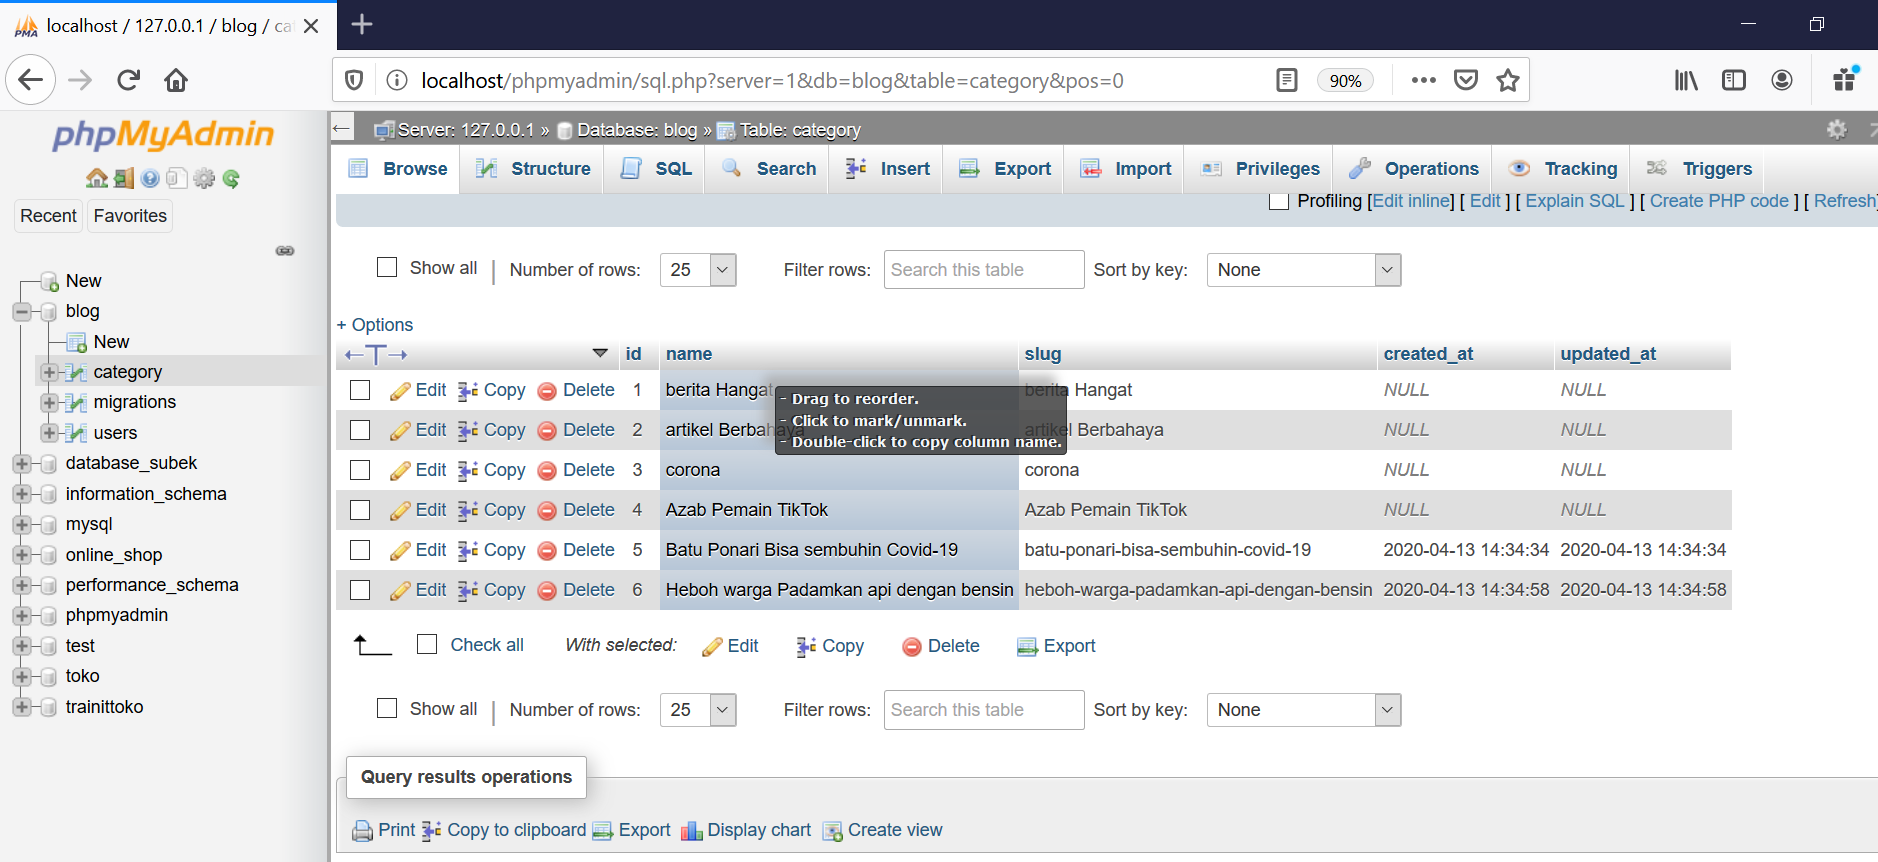 localhost / 127.0.0.1 / blog / ca
localhost/phpmyadmin/sql.php?server=1&db=blog&table=category&pos=0
90%
phpMyAdmin
Recent Favorites
New
blog
New
category
migrations
users
database_subek
information_schema
mysql
online_shop
performance_schema
phpmyadmin
test
toko
trainittoko
Server: 127.0.0.1 » Database: blog » Table: category
Browse Structure SQL Search Insert Export Import Privileges Operations Tracking Triggers
Profiling [Edit inline] [ Edit ] [ Explain SQL ] [ Create PHP code ] [ Refresh]
Show all | Number of rows: 25 Filter rows: Search this table Sort by key: None
+ Options
←T→ id name slug created_at updated_at
Edit Copy Delete 1 berita Hangat berita Hangat NULL NULL
- Drag to reorder.
- Click to mark/unmark.
- Double-click to copy column name.
Edit Copy Delete 2 artikel Berbahaya artikel Berbahaya NULL NULL
Edit Copy Delete 3 corona corona NULL NULL
Edit Copy Delete 4 Azab Pemain TikTok Azab Pemain TikTok NULL NULL
Edit Copy Delete 5 Batu Ponari Bisa sembuhin Covid-19 batu-ponari-bisa-sembuhin-covid-19 2020-04-13 14:34:34 2020-04-13 14:34:34
Edit Copy Delete 6 Heboh warga Padamkan api dengan bensin heboh-warga-padamkan-api-dengan-bensin 2020-04-13 14:34:58 2020-04-13 14:34:58
Check all With selected: Edit Copy Delete Export
Show all | Number of rows: 25 Filter rows: Search this table Sort by key: None
Query results operations
Print Copy to clipboard Export Display chart Create view